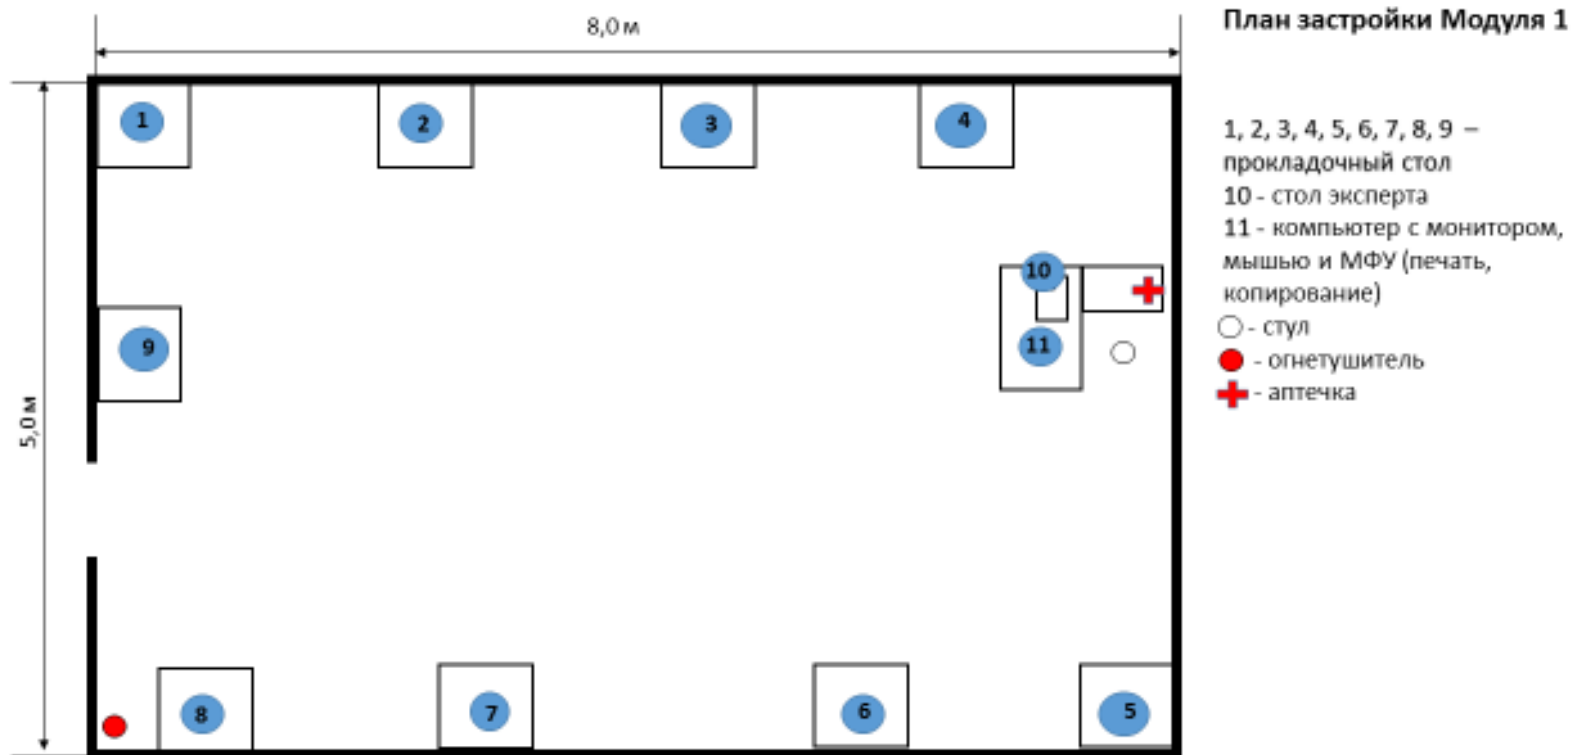 8,0 м
План застройки Модуля 1
1
2
3
4
1, 2, 3, 4, 5, 6, 7, 8, 9 –
прокладочный стол
10 - стол эксперта
11 - компьютер с монитором,
мышью и МФУ (печать,
копирование)
- стул
- огнетушитель
- аптечка
10
11
9
5,0 м
8
7
6
5